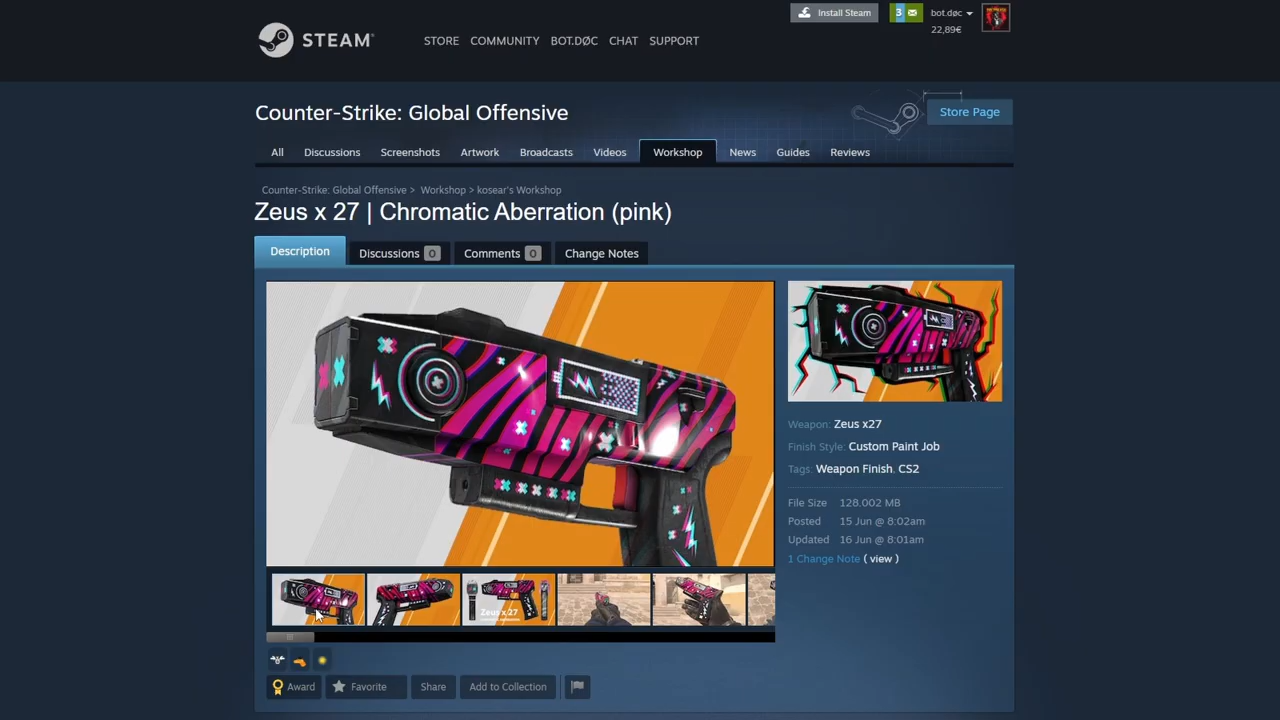 Install Steam
3
bot.døc
22,89€
STEAM®
STORE COMMUNITY BOT.DØC CHAT SUPPORT
Counter-Strike: Global Offensive
Store Page
All Discussions Screenshots Artwork Broadcasts Videos Workshop News Guides Reviews
Counter-Strike: Global Offensive > Workshop > kosear's Workshop
Zeus x 27 | Chromatic Aberration (pink)
Description Discussions 0 Comments 0 Change Notes
Weapon: Zeus x27
Finish Style: Custom Paint Job
Tags: Weapon Finish, CS2
File Size 128.002 MB
Posted 15 Jun @ 8:02am
Updated 16 Jun @ 8:01am
1 Change Note ( view )
Zeus x 27
Award Favorite Share Add to Collection